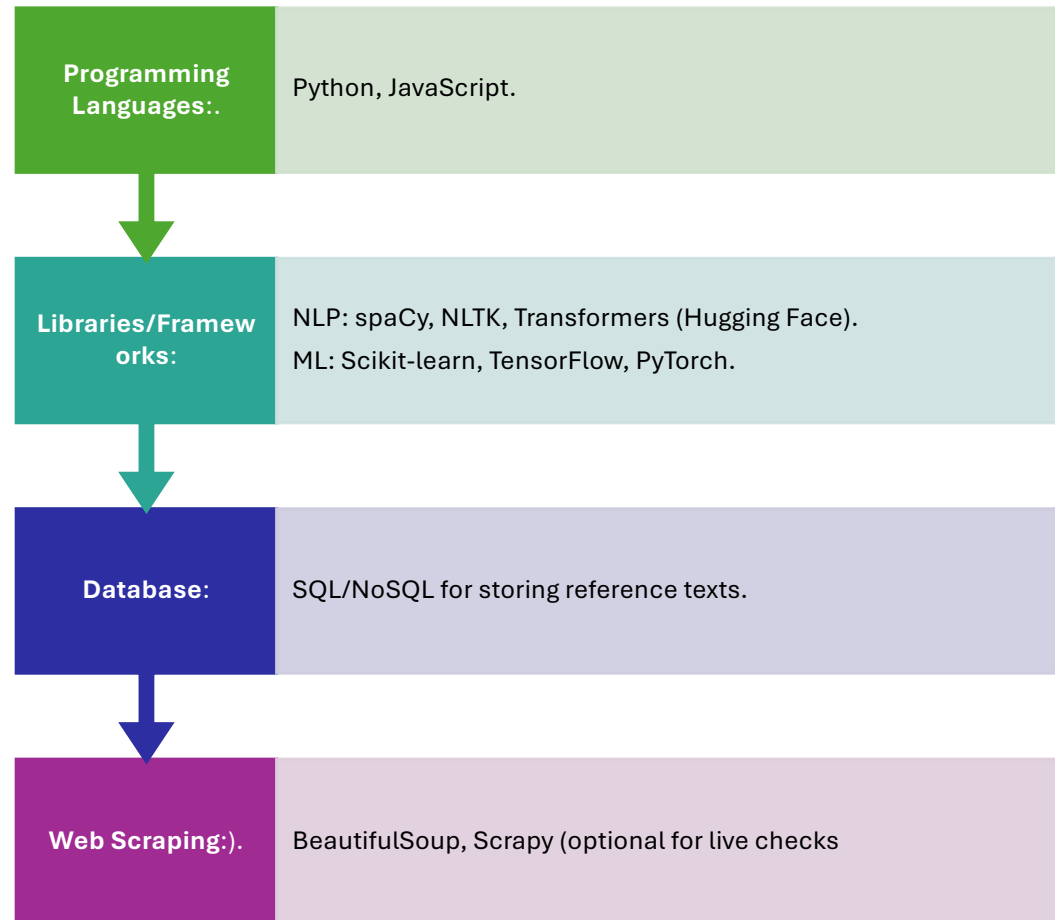 Programming
Languages:.
Python, JavaScript.
Libraries/Framew
orks:
NLP: spaCy, NLTK, Transformers (Hugging Face).
ML: Scikit-learn, TensorFlow, PyTorch.
Database:
SQL/NoSQL for storing reference texts.
Web Scraping:).
BeautifulSoup, Scrapy (optional for live checks